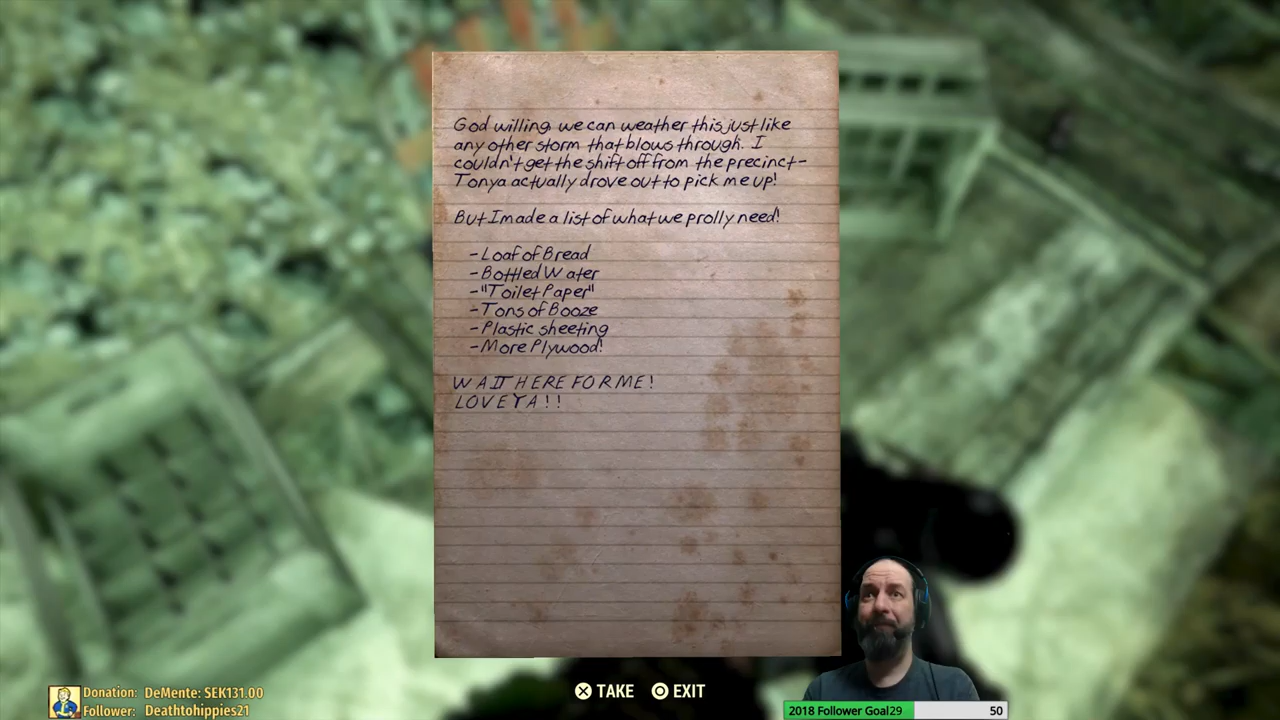 God willing we can weather this just like
any other storm that blows through. I
couldn't get the shift off from the precinct-
Tonya actually drove out to pick me up!
But I made a list of what we prolly need!
-Loaf of Bread
-Bottled Water
-"Toilet Paper"
-Tons of Booze
-Plastic sheeting
-More Plywood!
WAIT HERE FOR ME!
LOVE YA!!
TAKE EXIT
Donation: DeMente: SEK131.00
Follower: Deathtohippies21
2018 Follower Goal 29 50